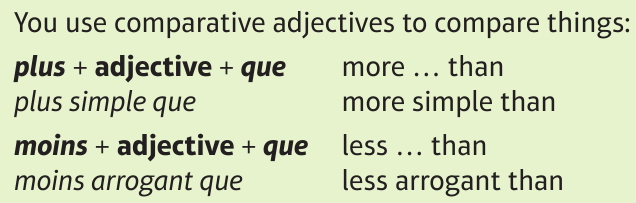 You use comparative adjectives to compare things:
plus + adjective + que more … than
plus simple que more simple than
moins + adjective + que less … than
moins arrogant que less arrogant than